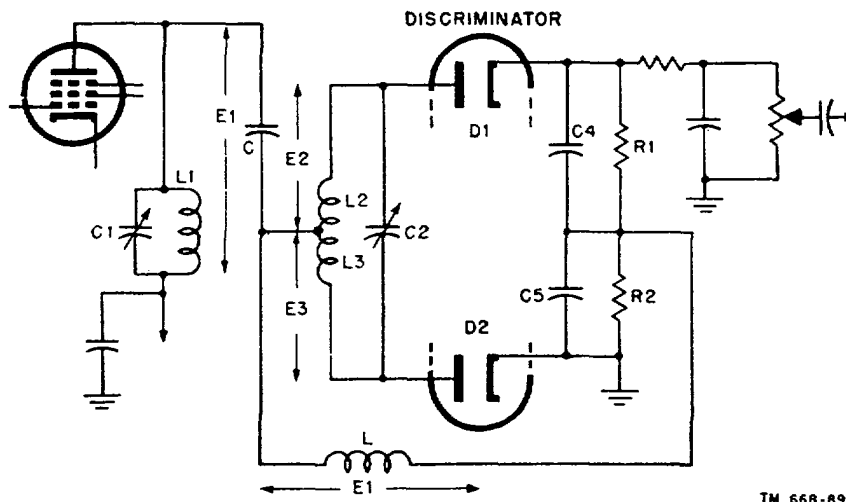 DISCRIMINATOR
E1
C
E2
D1
C4
R1
L1
C1
L2
L3
C2
E3
C5
R2
D2
L
E1
TM 668-89